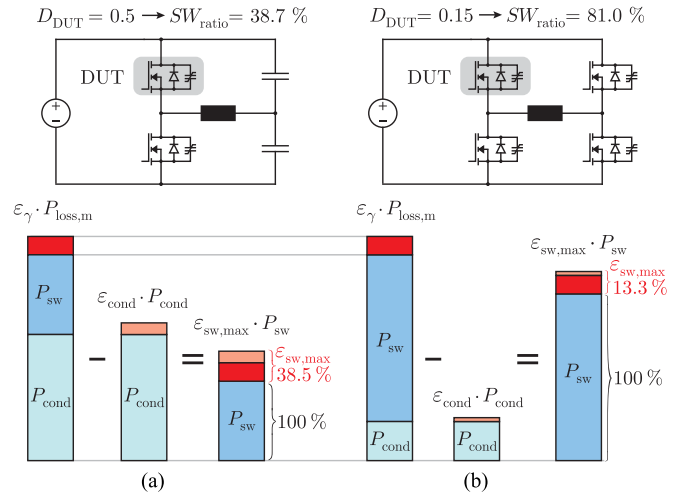 D_DUT = 0.5 → SW_ratio = 38.7 %
D_DUT = 0.15 → SW_ratio = 81.0 %
DUT
DUT
+
−
+
−
ε_γ · P_loss,m
ε_γ · P_loss,m
P_sw
P_cond
−
ε_cond · P_cond
P_cond
=
ε_sw,max · P_sw
ε_sw,max
38.5 %
P_sw
100 %
P_sw
P_cond
−
ε_cond · P_cond
P_cond
=
ε_sw,max · P_sw
ε_sw,max
13.3 %
P_sw
100 %
(a)
(b)